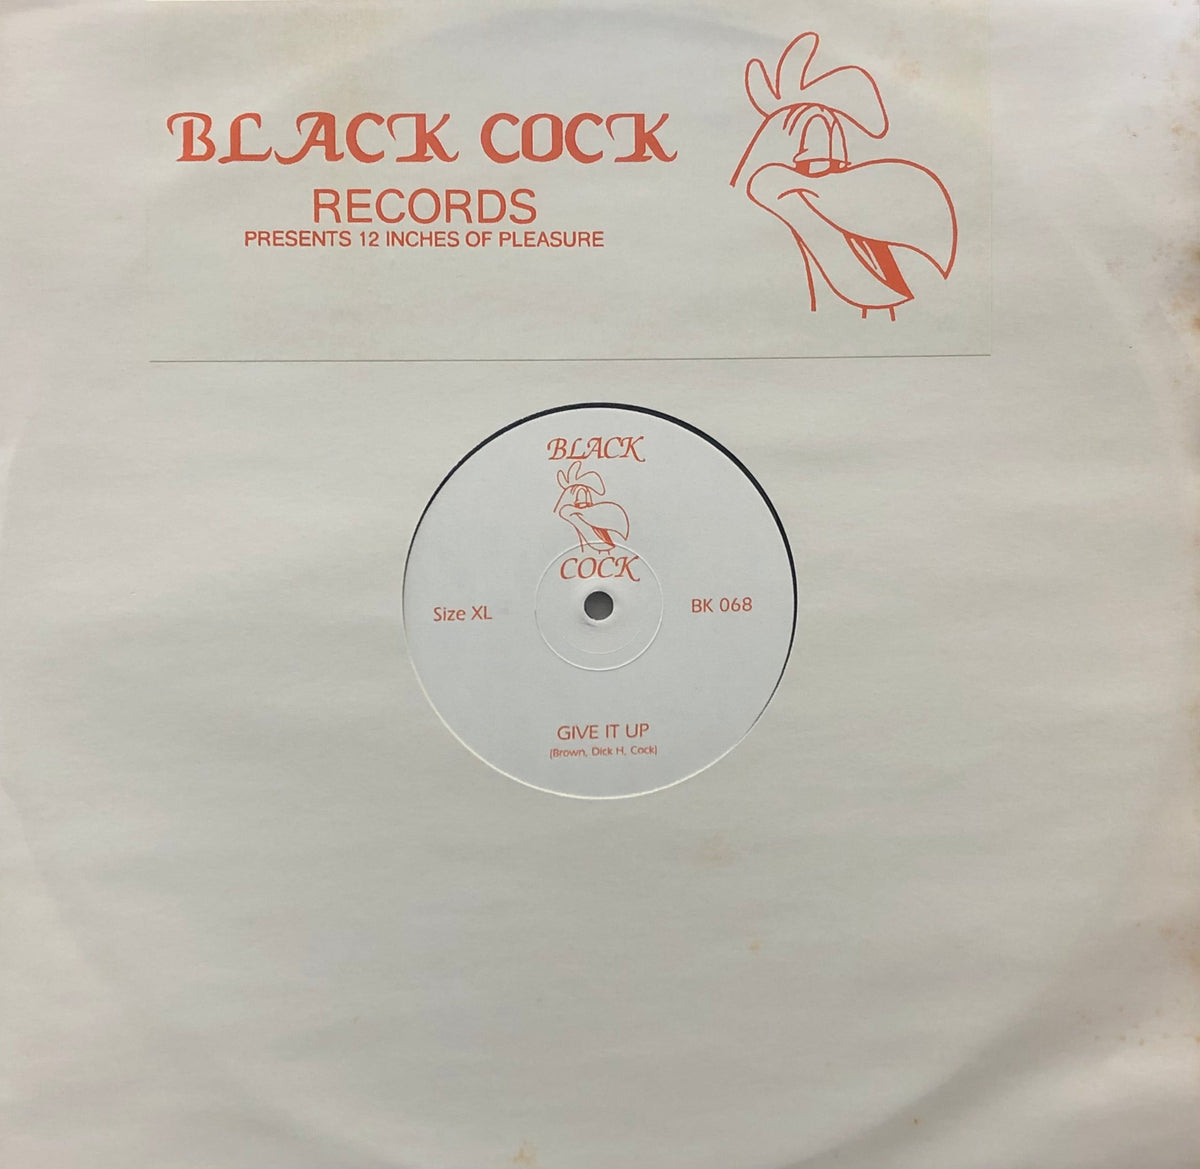 BLACK COCK
RECORDS
PRESENTS 12 INCHES OF PLEASURE
BLACK
COCK
Size XL
BK 068
GIVE IT UP
(Brown, Dick H, Cock)